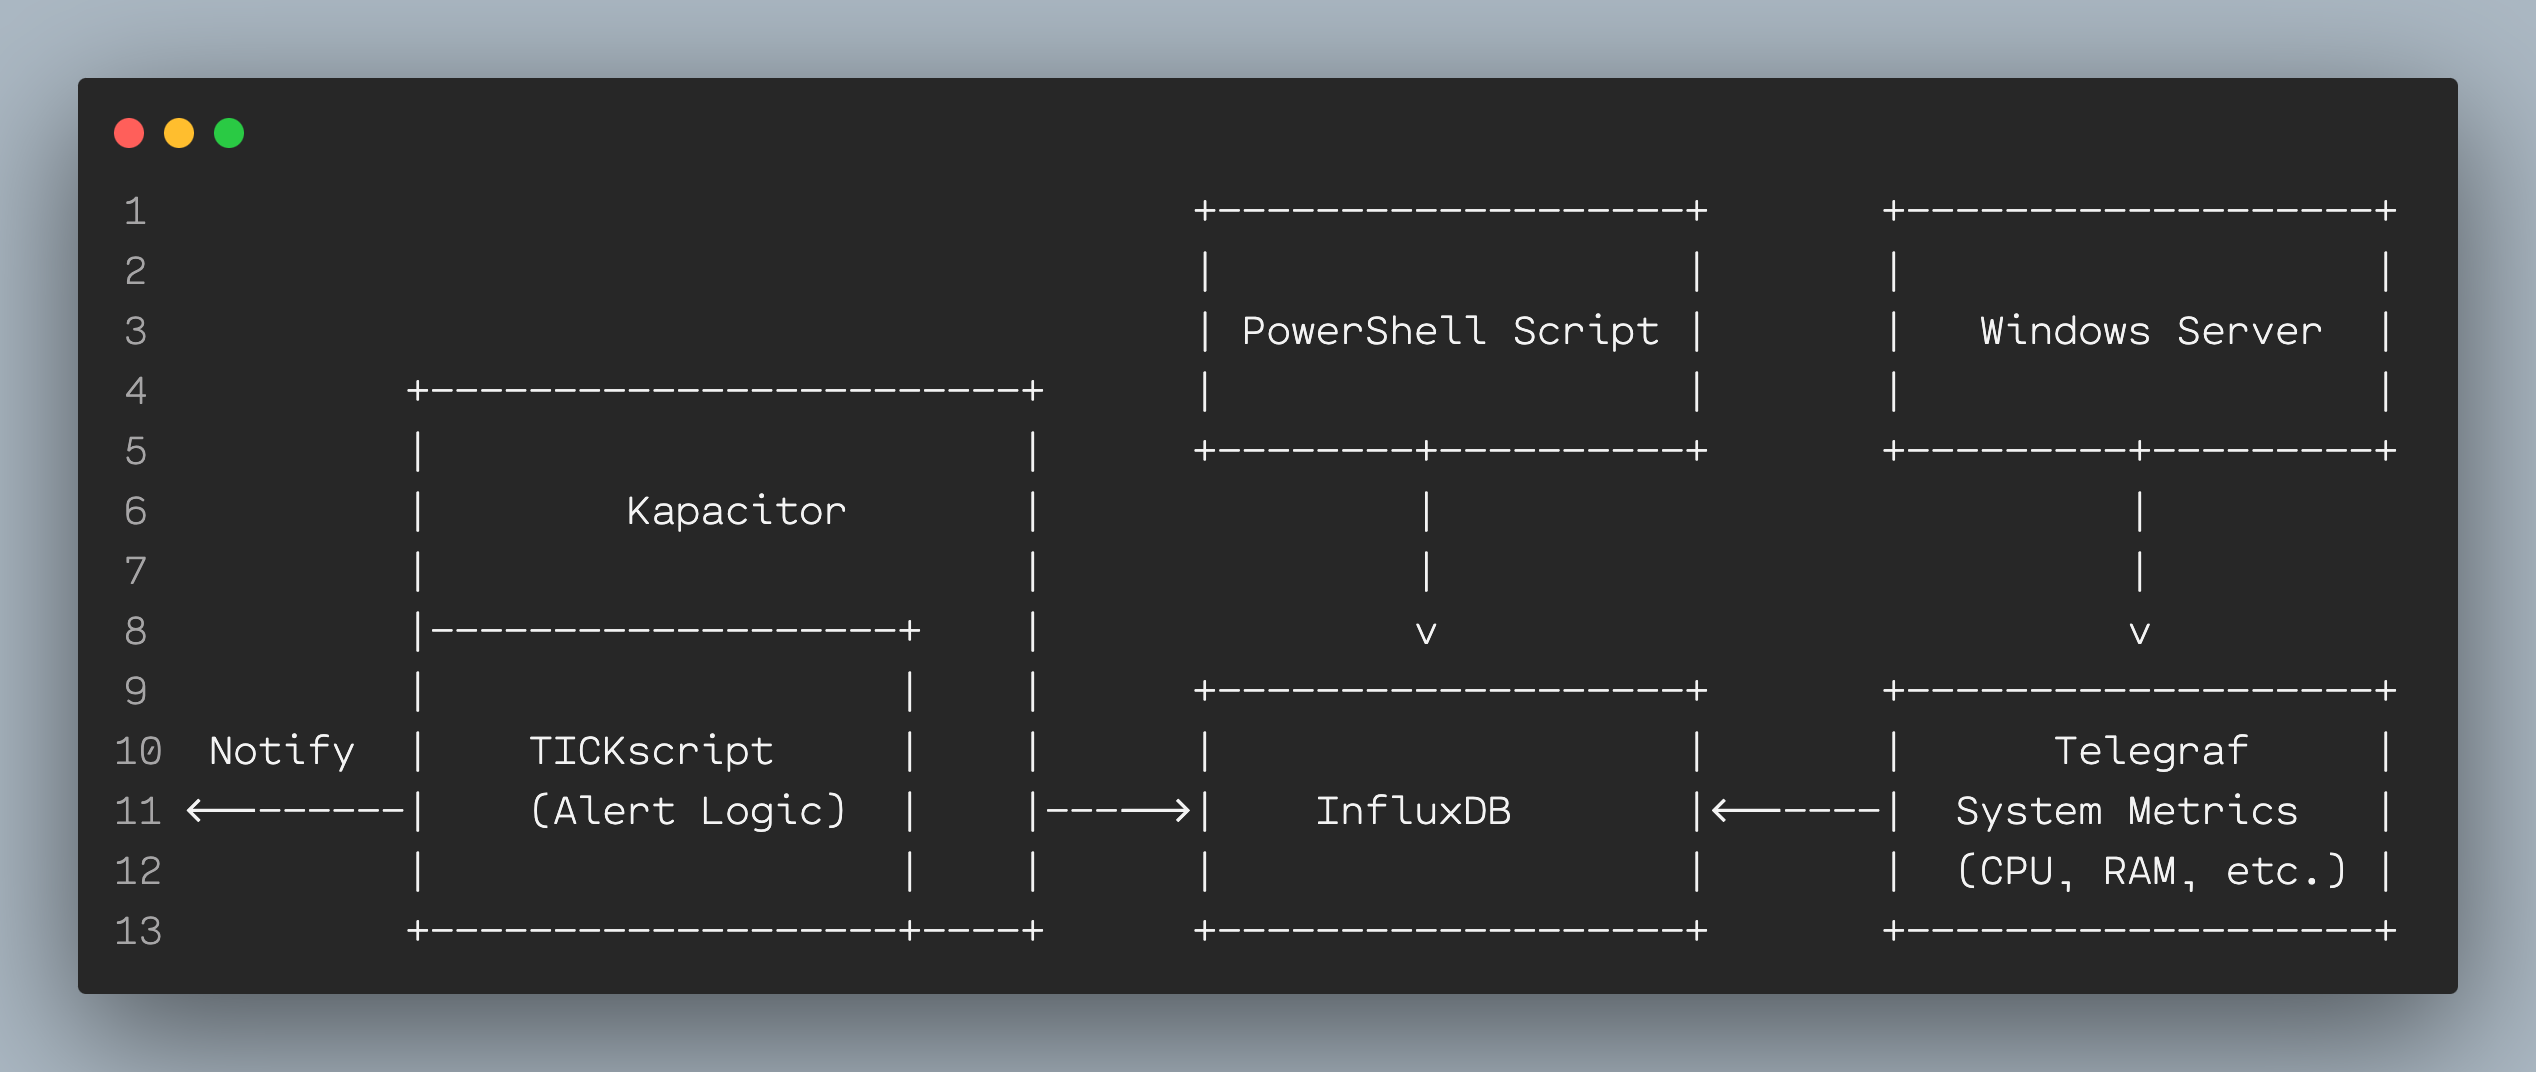 1                                          +-------------------+       +-------------------+
2                                          |                   |       |                   |
3                                          | PowerShell Script |       |   Windows Server  |
4          +------------------------+      |                   |       |                   |
5          |                        |      +--------+----------+       +---------+---------+
6          |        Kapacitor       |               |                            |
7          |                        |               |                            |
8          |-------------------+    |               v                            v
9          |                   |    |      +-------------------+       +-------------------+
10 Notify  |    TICKscript     |    |      |                   |       |      Telegraf     |
11 <-------|    (Alert Logic)  |    |----->|    InfluxDB       |<------|  System Metrics   |
12         |                   |    |      |                   |       |  (CPU, RAM, etc.) |
13         +-------------------+----+      +-------------------+       +-------------------+